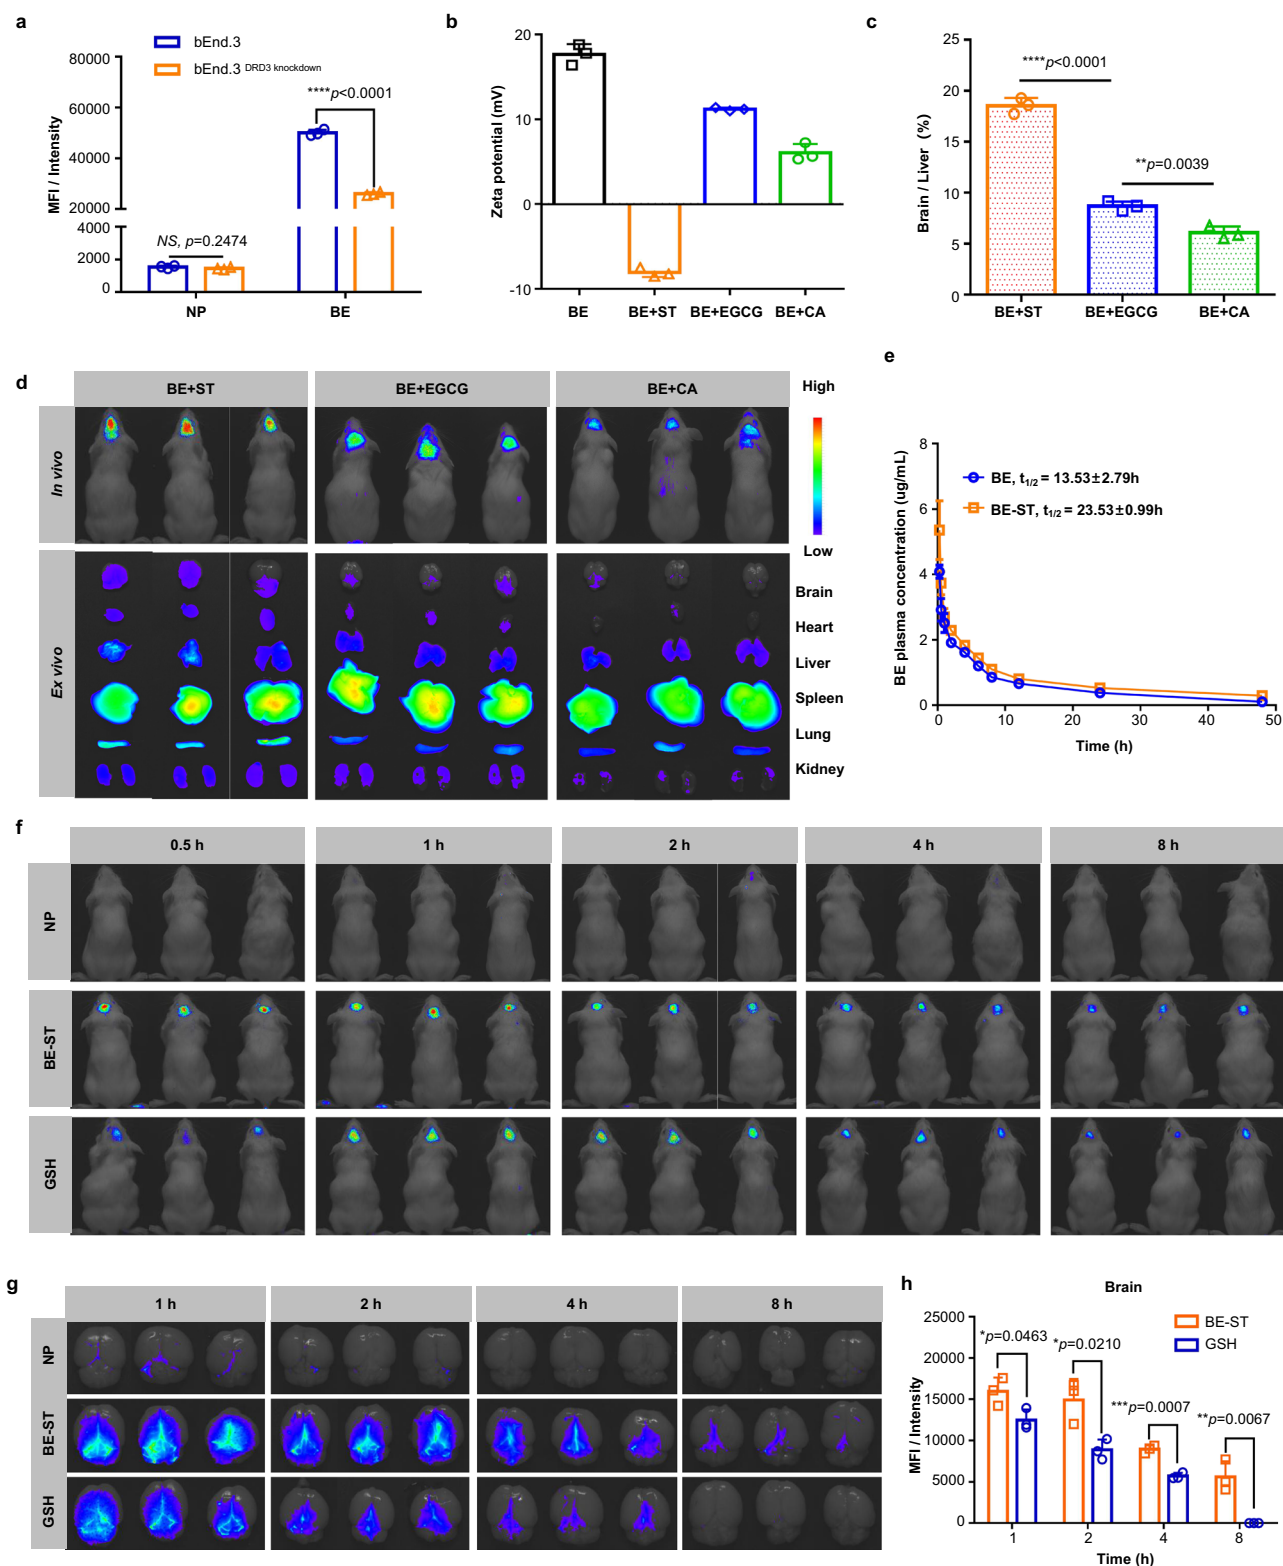 a
bEnd.3
bEnd.3 DRD3 knockdown
MFI / Intensity
80000
60000
40000
20000
4000
2000
0
****p<0.0001
NS, p=0.2474
NP
BE
b
Zeta potential (mV)
20
10
0
-10
BE
BE+ST
BE+EGCG
BE+CA
c
Brain / Liver (%)
25
20
15
10
5
0
****p<0.0001
**p=0.0039
BE+ST
BE+EGCG
BE+CA
d
BE+ST
BE+EGCG
BE+CA
In vivo
Ex vivo
High
Low
Brain
Heart
Liver
Spleen
Lung
Kidney
e
BE plasma concentration (ug/mL)
8
6
4
2
0
BE, t1/2 = 13.53±2.79h
BE-ST, t1/2 = 23.53±0.99h
0
10
20
30
40
50
Time (h)
f
0.5 h
1 h
2 h
4 h
8 h
NP
BE-ST
GSH
g
1 h
2 h
4 h
8 h
NP
BE-ST
GSH
h
Brain
MFI / Intensity
25000
20000
15000
10000
5000
0
BE-ST
GSH
*p=0.0463
*p=0.0210
***p=0.0007
**p=0.0067
1
2
4
8
Time (h)